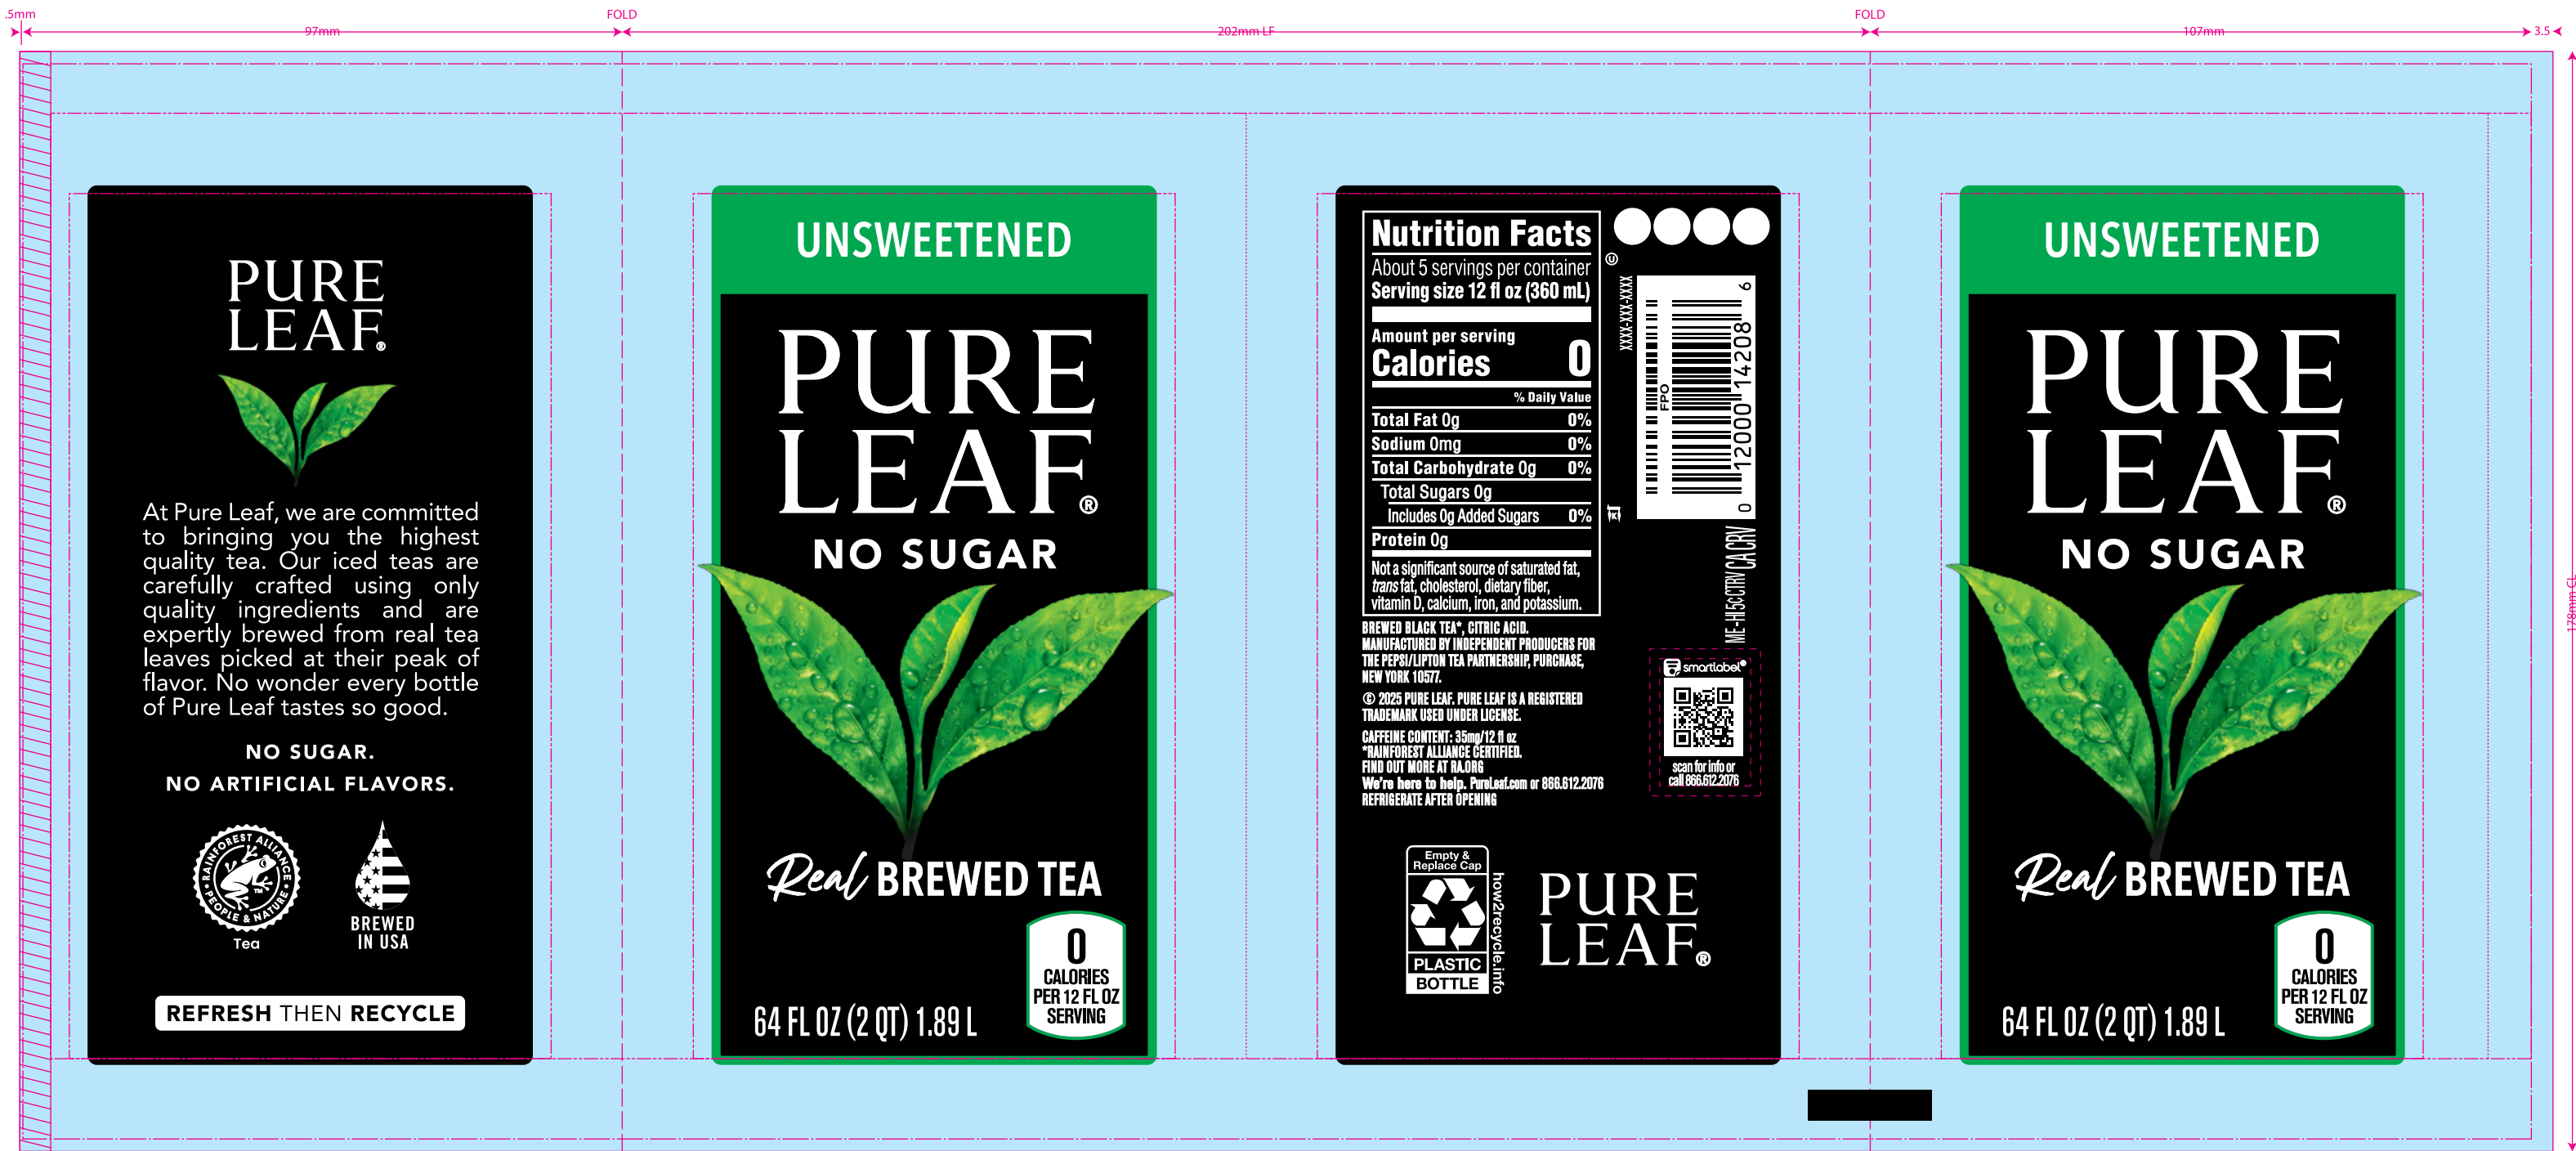 .5mm
97mm
FOLD
202mm LF
FOLD
107mm
3.5
178mm CL
PURE
LEAF®
At Pure Leaf, we are committed
to bringing you the highest
quality tea. Our iced teas are
carefully crafted using only
quality ingredients and are
expertly brewed from real tea
leaves picked at their peak of
flavor. No wonder every bottle
of Pure Leaf tastes so good.
NO SUGAR.
NO ARTIFICIAL FLAVORS.
RAINFOREST ALLIANCE
PEOPLE & NATURE
TM
Tea
BREWED
IN USA
REFRESH THEN RECYCLE
UNSWEETENED
PURE
LEAF®
NO SUGAR
Real BREWED TEA
0
CALORIES
PER 12 FL OZ
SERVING
64 FL OZ (2 QT) 1.89 L
Nutrition Facts
About 5 servings per container
Serving size 12 fl oz (360 mL)
Amount per serving
Calories 0
% Daily Value
Total Fat 0g 0%
Sodium 0mg 0%
Total Carbohydrate 0g 0%
Total Sugars 0g
Includes 0g Added Sugars 0%
Protein 0g
Not a significant source of saturated fat,
trans fat, cholesterol, dietary fiber,
vitamin D, calcium, iron, and potassium.
BREWED BLACK TEA*, CITRIC ACID.
MANUFACTURED BY INDEPENDENT PRODUCERS FOR
THE PEPSI/LIPTON TEA PARTNERSHIP, PURCHASE,
NEW YORK 10577.
© 2025 PURE LEAF. PURE LEAF IS A REGISTERED
TRADEMARK USED UNDER LICENSE.
CAFFEINE CONTENT: 35mg/12 fl oz
*RAINFOREST ALLIANCE CERTIFIED.
FIND OUT MORE AT RA.ORG
We're here to help. PureLeaf.com or 866.612.2076
REFRIGERATE AFTER OPENING
U
XXXX-XXX-XX-XXXX
FPO
0 12000 14208 6
K
ME-HI 5¢ CTRV CA CRV
smartlabel®
scan for info or
call 866.612.2076
Empty &
Replace Cap
PLASTIC
BOTTLE
how2recycle.info
PURE
LEAF®
UNSWEETENED
PURE
LEAF®
NO SUGAR
Real BREWED TEA
0
CALORIES
PER 12 FL OZ
SERVING
64 FL OZ (2 QT) 1.89 L